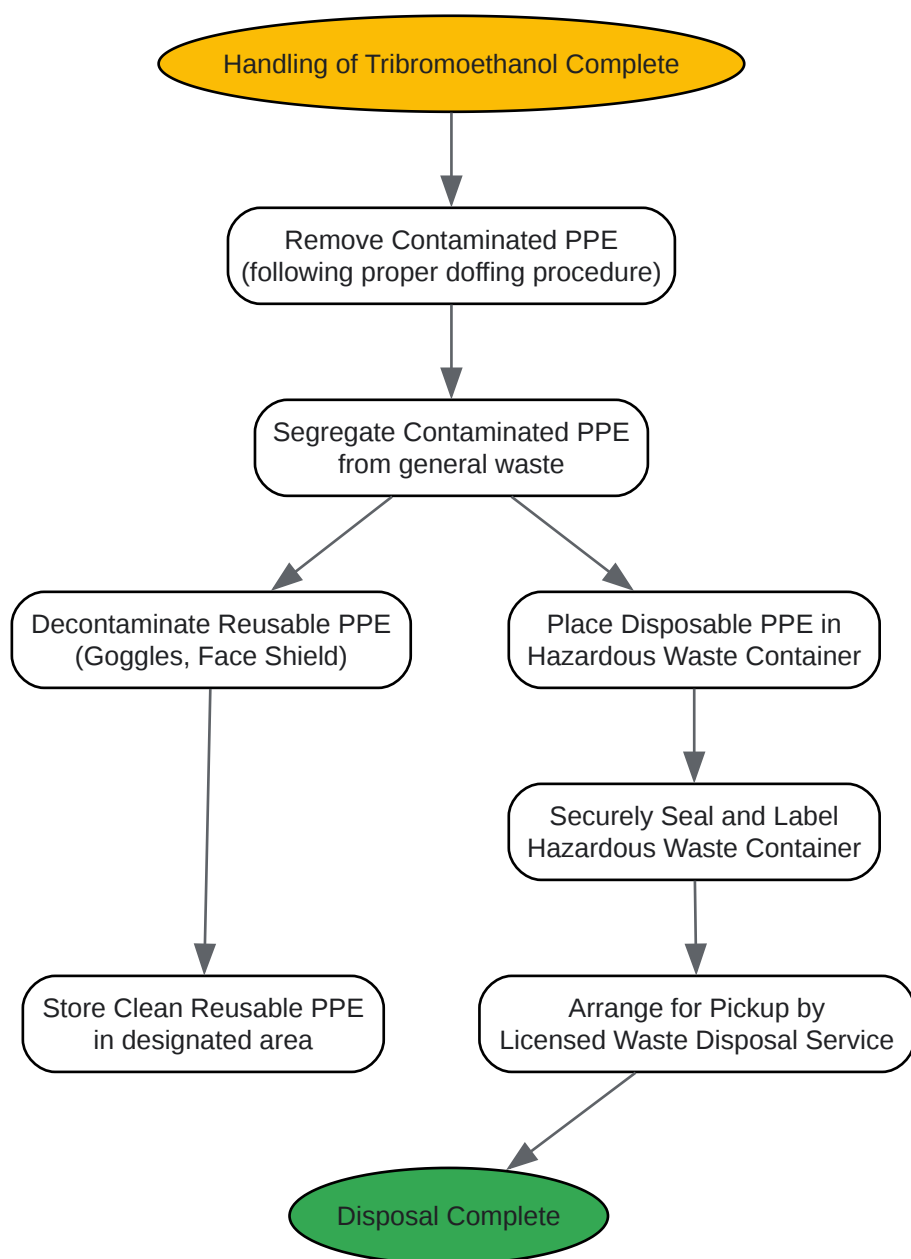 Handling of Tribromoethanol Complete
Remove Contaminated PPE
(following proper doffing procedure)
Segregate Contaminated PPE
from general waste
Decontaminate Reusable PPE
(Goggles, Face Shield)
Place Disposable PPE in
Hazardous Waste Container
Securely Seal and Label
Hazardous Waste Container
Store Clean Reusable PPE
in designated area
Arrange for Pickup by
Licensed Waste Disposal Service
Disposal Complete